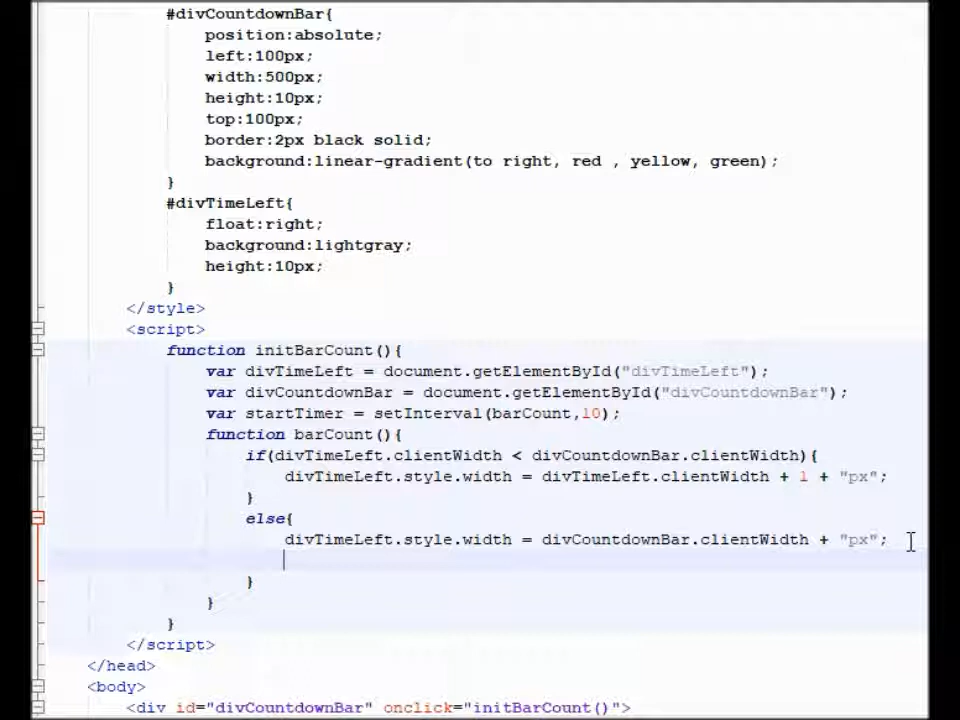 #divCountdownBar{
position:absolute;
left:100px;
width:500px;
height:10px;
top:100px;
border:2px black solid;
background:linear-gradient(to right, red , yellow, green);
}
#divTimeLeft{
float:right;
background:lightgray;
height:10px;
}
</style>
<script>
function initBarCount(){
var divTimeLeft = document.getElementById("divTimeLeft");
var divCountdownBar = document.getElementById("divCountdownBar");
var startTimer = setInterval(barCount,10);
function barCount(){
if(divTimeLeft.clientWidth < divCountdownBar.clientWidth){
divTimeLeft.style.width = divTimeLeft.clientWidth + 1 + "px";
}
else{
divTimeLeft.style.width = divCountdownBar.clientWidth + "px";
}
}
}
</script>
</head>
<body>
<div id="divCountdownBar" onclick="initBarCount()">